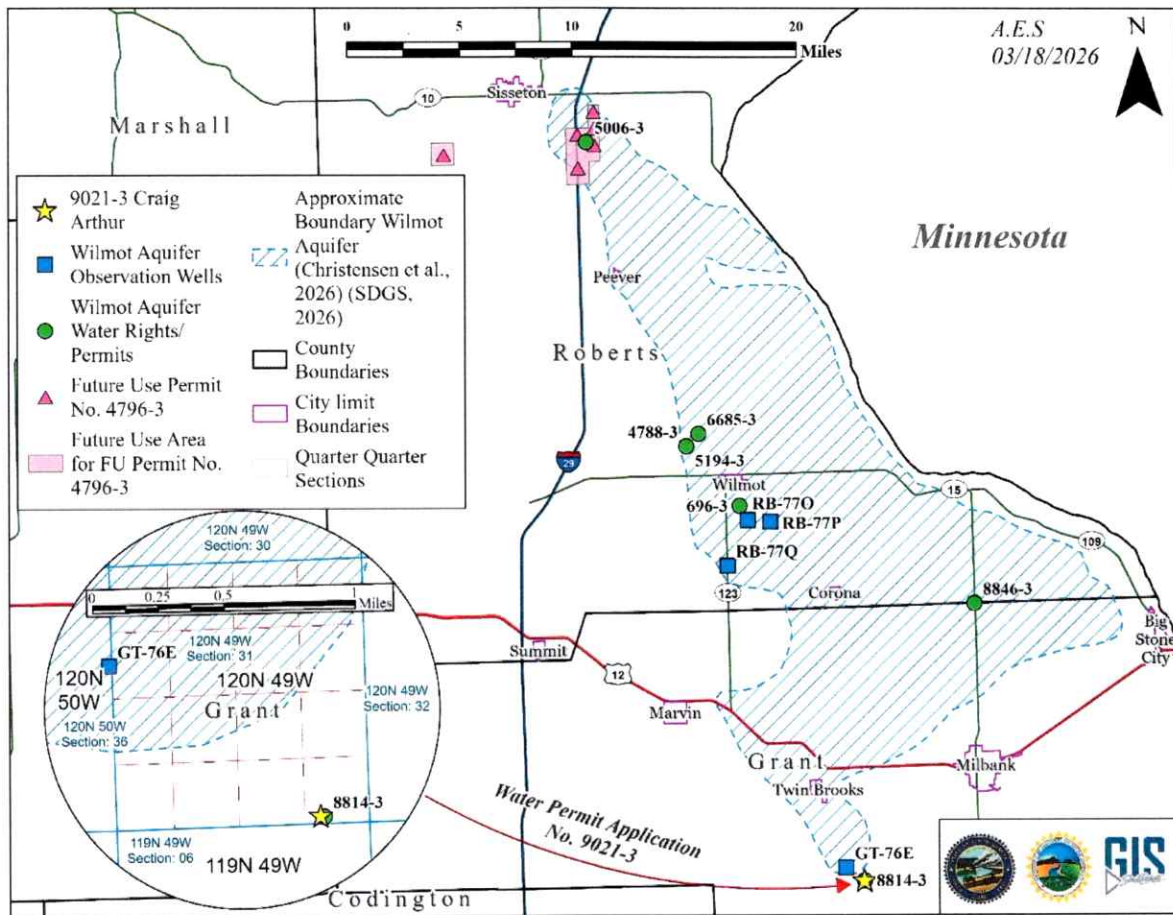 0 5 10 20
Miles
A.E.S
03/18/2026
N
Sisseton
10
Marshall
5006-3
Minnesota
9021-3 Craig
Arthur
Wilmot Aquifer
Observation Wells
Wilmot Aquifer
Water Rights/
Permits
Future Use Permit
No. 4796-3
Future Use Area
for FU Permit No.
4796-3
Approximate
Boundary Wilmot
Aquifer
(Christensen et al.,
2026) (SDGS,
2026)
County
Boundaries
City limit
Boundaries
Quarter Quarter
Sections
Peever
Roberts
4788-3
6685-3
5194-3
29
Wilmot
15
696-3
RB-77O
RB-77P
RB-77Q
109
123
Corona
8846-3
Big
Stone
City
Summit
12
Marvin
Grant
Milbank
Twin Brooks
120N 49W
Section: 30
0 0.25 0.5 1
Miles
GT-76E
120N 49W
Section: 31
120N
50W
120N 49W
Grant
120N 49W
Section: 32
120N 50W
Section: 36
8814-3
119N 49W
Section: 06
119N 49W
Water Permit Application
No. 9021-3
GT-76E
8814-3
Codington
GIS